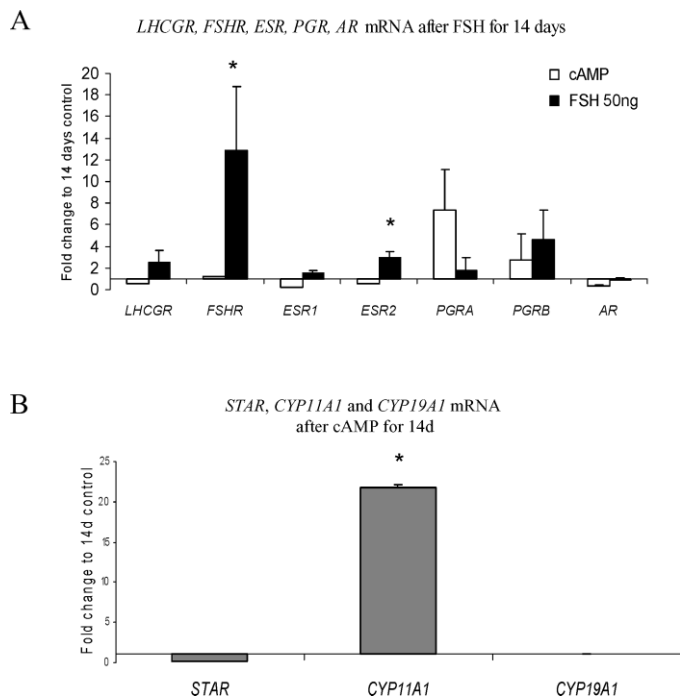 A
LHCGR, FSHR, ESR, PGR, AR mRNA after FSH for 14 days
Fold change to 14 days control
20
18
16
14
12
10
8
6
4
2
0
*
*
cAMP
FSH 50ng
LHCGR FSHR ESR1 ESR2 PGRA PGRB AR
B
STAR, CYP11A1 and CYP19A1 mRNA
after cAMP for 14d
Fold change to 14d control
25
20
15
10
5
0
*
STAR CYP11A1 CYP19A1